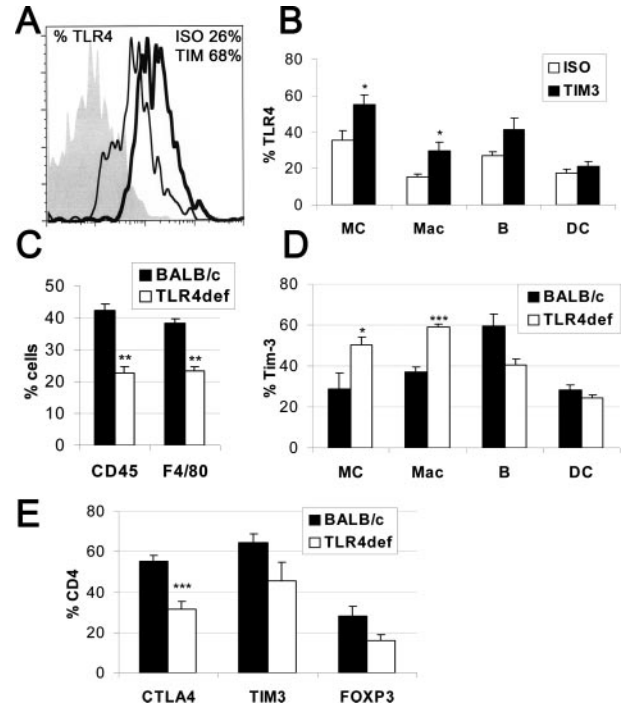 A
% TLR4
ISO 26%
TIM 68%
B
ISO
TIM3
% TLR4
80
60
40
20
0
*
*
MC Mac B DC
C
BALB/c
TLR4def
% cells
50
40
30
20
10
0
**
**
CD45 F4/80
D
BALB/c
TLR4def
% Tim-3
80
60
40
20
0
*
***
MC Mac B DC
E
BALB/c
TLR4def
% CD4
80
60
40
20
0
***
CTLA4 TIM3 FOXP3